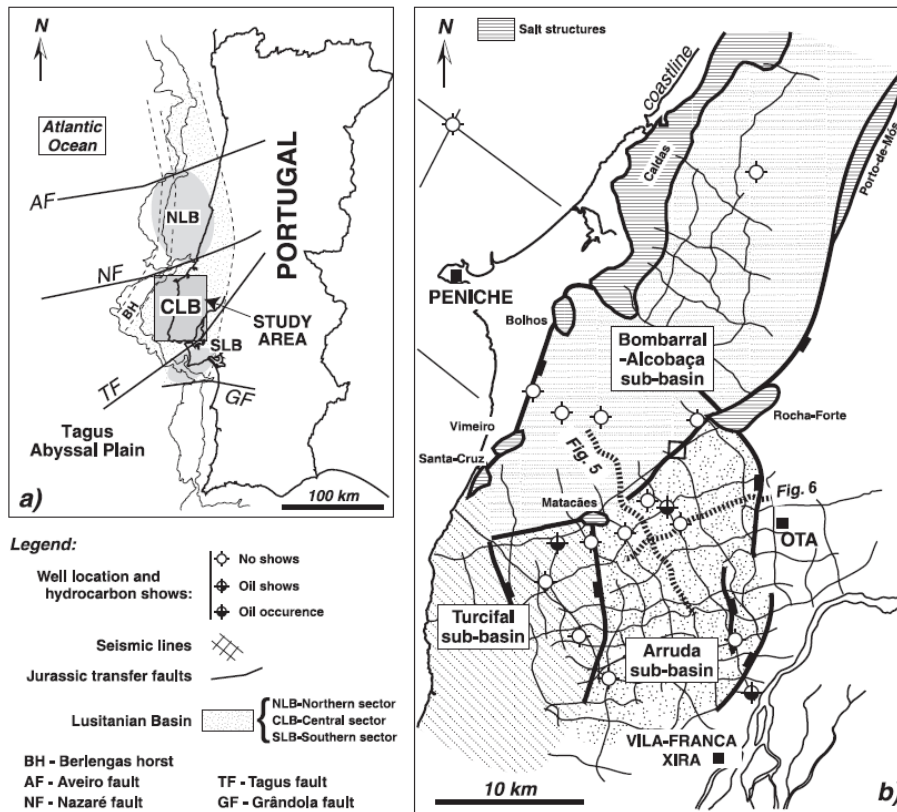 a)
N
Atlantic
Ocean
AF
NLB
NF
BH
CLB
STUDY
AREA
SLB
TF
GF
PORTUGAL
Tagus
Abyssal Plain
100 km
Legend:
Well location and
hydrocarbon shows:
No shows
Oil shows
Oil occurence
Seismic lines
Jurassic transfer faults
Lusitanian Basin
NLB-Northern sector
CLB-Central sector
SLB-Southern sector
BH - Berlengas horst
AF - Aveiro fault
NF - Nazaré fault
TF - Tagus fault
GF - Grândola fault
b)
N
Salt structures
coastline
Caldas
Porto-de-Mós
PENICHE
Bolhos
Bombarral
-Alcobaça
sub-basin
Rocha-Forte
Vimeiro
Santa-Cruz
Fig. 5
Matacães
Fig. 6
OTA
Turcifal
sub-basin
Arruda
sub-basin
VILA-FRANCA
XIRA
10 km